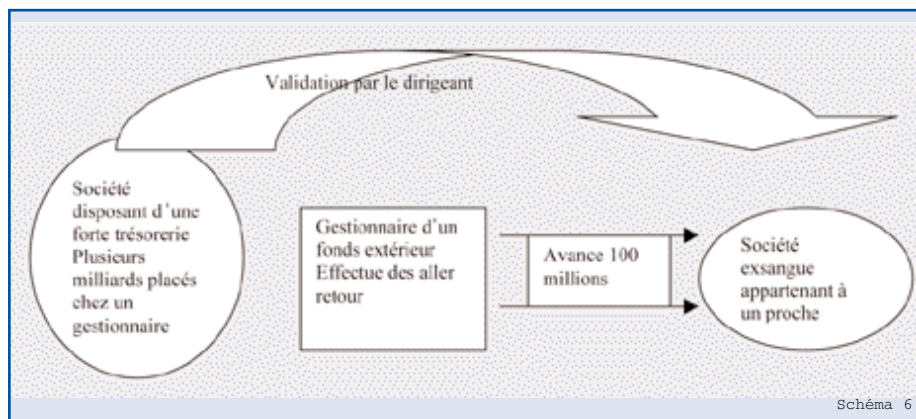 Validation par le dirigeant
Société
disposant d'une
forte trésorerie
Plusieurs
milliards placés
chez un
gestionnaire
Gestionnaire d'un
fonds extérieur
Effectue des aller
retour
Avance 100
millions
Société
exsangue
appartenant à
un proche
Schéma 6